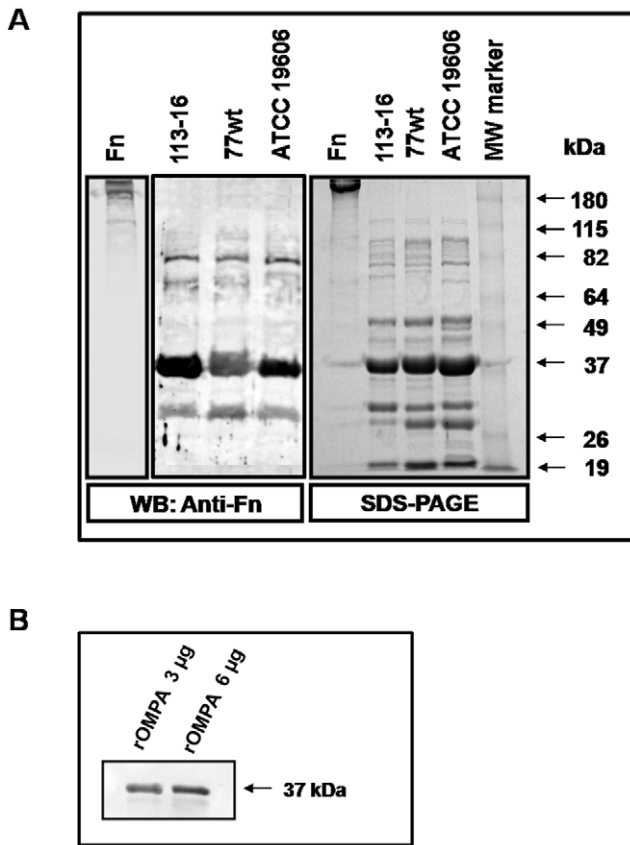 A
Fn
113-16
77wt
ATCC 19606
Fn
113-16
77wt
ATCC 19606
MW marker
kDa
180
115
82
64
49
37
26
19
WB: Anti-Fn
SDS-PAGE
B
rOMPA 3 µg
rOMPA 6 µg
37 kDa